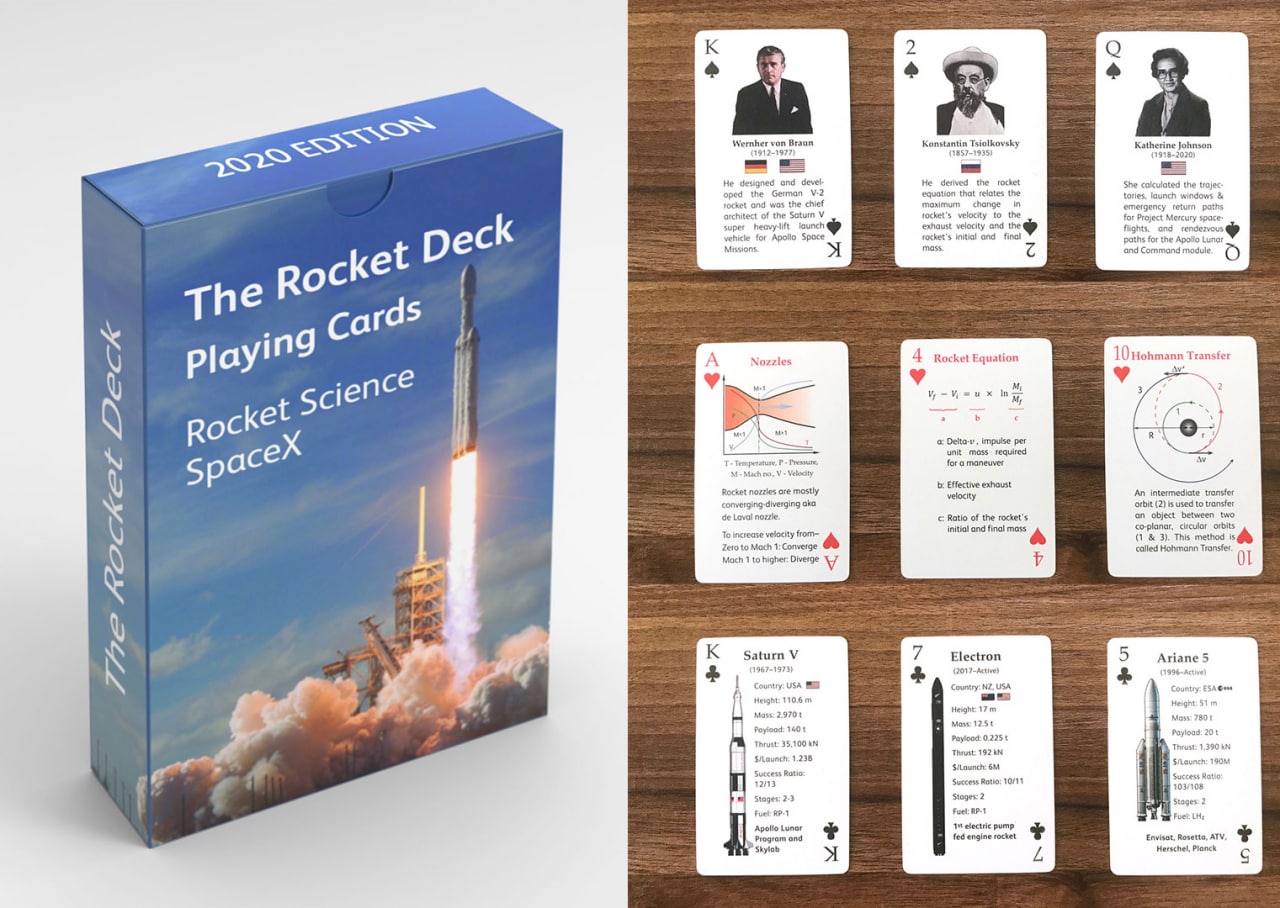 2020 EDITION
The Rocket Deck
Playing Cards
Rocket Science
SpaceX
The Rocket Deck
K
Wernher von Braun
(1912–1977)
He designed and devel-
oped the German V-2
rocket and was the chief
architect of the Saturn V
super heavy-lift launch
vehicle for Apollo Space
Missions.
K
2
Konstantin Tsiolkovsky
(1857–1935)
He derived the rocket
equation that relates the
maximum change in
rocket's velocity to the
exhaust velocity and the
rocket's initial and final
mass.
2
Q
Katherine Johnson
(1918–2020)
She calculated the trajec-
tories, launch windows &
emergency return paths
for Project Mercury space-
flights, and rendezvous
paths for the Apollo Lunar
and Command module.
Q
A
Nozzles
M=1
P
M<1
M>1
T
V
T - Temperature, P - Pressure,
M - Mach no, V - Velocity
Rocket nozzles are mostly
converging-diverging aka
de Laval nozzle.
To increase velocity from–
Zero to Mach 1: Converge
Mach 1 to higher: Diverge
A
4
Rocket Equation
Vf − Vi = u × ln Mi/Mf
a b c
a: Delta-v, impulse per
unit mass required
for a maneuver
b: Effective exhaust
velocity
c: Ratio of the rocket's
initial and final mass
4
10
Hohmann Transfer
Δv'
3
2
1
R
r
Δv
An intermediate transfer
orbit (2) is used to transfer
an object between two
co-planar, circular orbits
(1 & 3). This method is
called Hohmann Transfer.
10
K
Saturn V
(1967–1973)
Country: USA
Height: 110.6 m
Mass: 2,970 t
Payload: 140 t
Thrust: 35,100 kN
$/Launch: 1.23B
Success Ratio:
12/13
Stages: 2-3
Fuel: RP-1
Apollo Lunar
Program and
Skylab
K
7
Electron
(2017–Active)
Country: NZ, USA
Height: 17 m
Mass: 12.5 t
Payload: 0.225 t
Thrust: 192 kN
$/Launch: 6M
Success Ratio: 10/11
Stages: 2
Fuel: RP-1
1st electric pump
fed engine rocket
7
5
Ariane 5
(1996–Active)
Country: ESA esa
Height: 51 m
Mass: 780 t
Payload: 20 t
Thrust: 1,390 kN
$/Launch: 190M
Success Ratio:
103/108
Stages: 2
Fuel: LH₂
Envisat, Rosetta, ATV,
Herschel, Planck
5